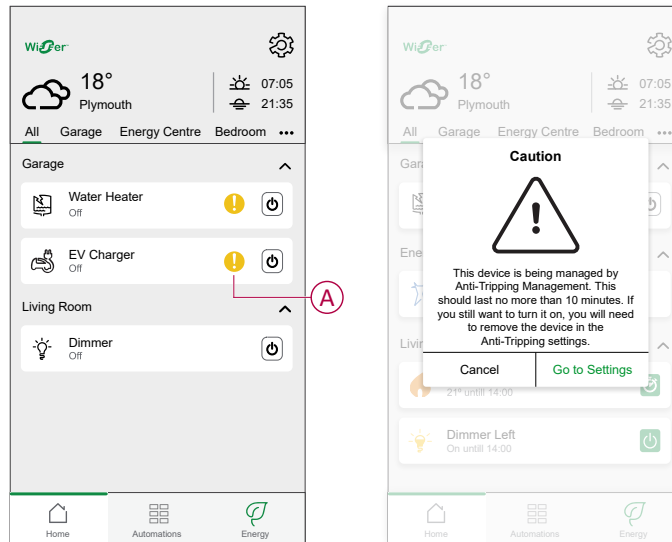 Wiser
18°
Plymouth
07:05
21:35
All Garage Energy Centre Bedroom •••
Garage
Water Heater
Off
EV Charger
Off
A
Living Room
Dimmer
Off
Home Automations Energy
Wiser
18°
Plymouth
07:05
21:35
All Garage Energy Centre Bedroom •••
Gar
Ene
Livin
Caution
This device is being managed by
Anti-Tripping Management. This
should last no more than 10 minutes. If
you still want to turn it on, you will need
to remove the device in the
Anti-Tripping settings.
Cancel Go to Settings
21° untill 14:00
Dimmer Left
On untill 14:00
Home Automations Energy